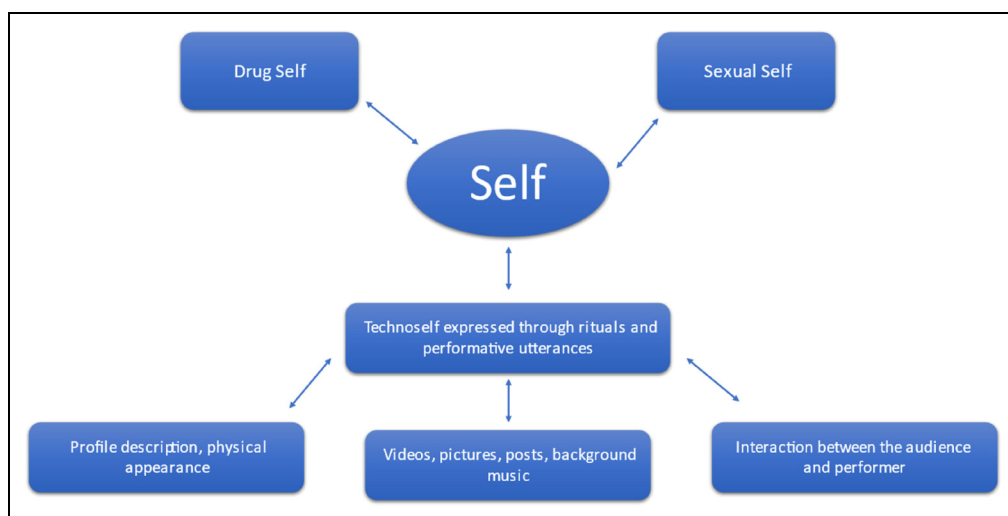 Drug Self
Sexual Self
Self
Technoself expressed through rituals and
performative utterances
Profile description, physical
appearance
Videos, pictures, posts, background
music
Interaction between the audience
and performer